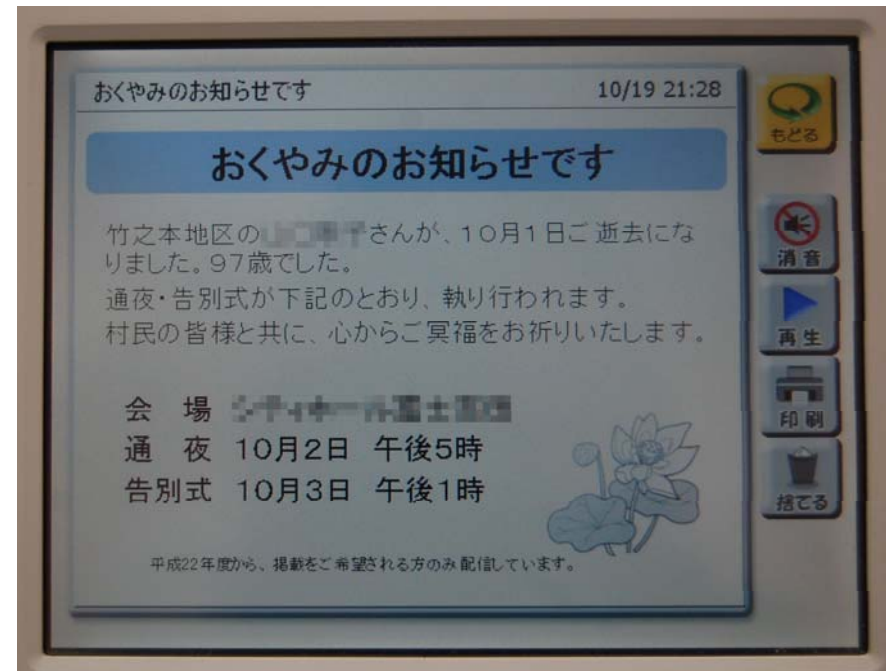 おくやみのお知らせです 10/19 21:28
もどる
おくやみのお知らせです
竹之本地区の さんが、10月1日ご逝去にな
りました。97歳でした。
消音
通夜・告別式が下記のとおり、執り行われます。
再生
村民の皆様と共に、心からご冥福をお祈りいたします。
会 場
印刷
通 夜 10月2日 午後5時
告別式 10月3日 午後1時
捨てる
平成22年度から、掲載をご希望される方のみ配信しています。